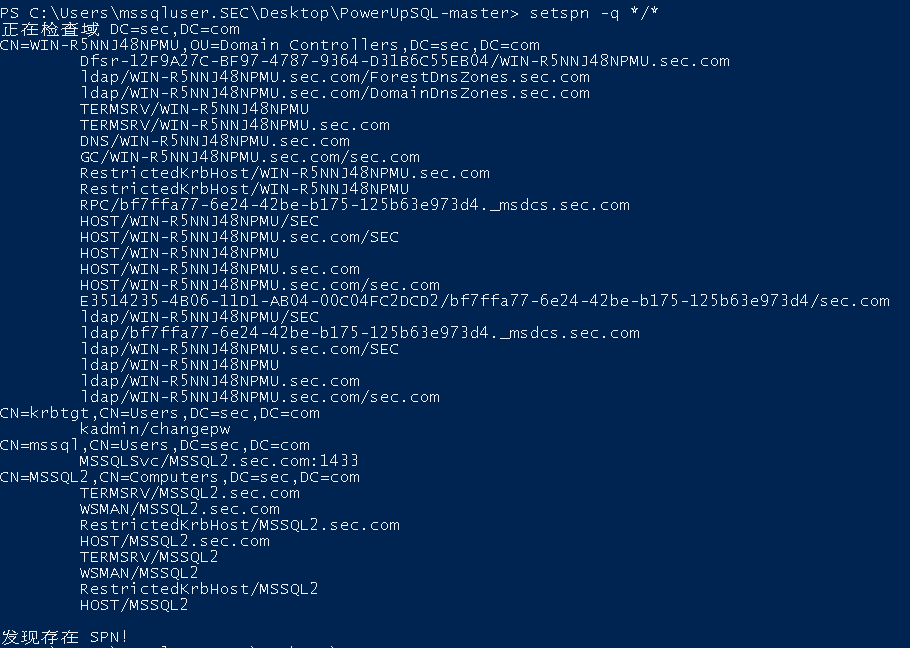 PS C:\Users\mssqluser.SEC\Desktop\PowerUpSQL-master> setspn -q */*
正在检查域 DC=sec,DC=com
CN=WIN-R5NNJ48NPMU,OU=Domain Controllers,DC=sec,DC=com
Dfsr-12F9A27C-BF97-4787-9364-D31B6C55EB04/WIN-R5NNJ48NPMU.sec.com
ldap/WIN-R5NNJ48NPMU.sec.com/ForestDnsZones.sec.com
ldap/WIN-R5NNJ48NPMU.sec.com/DomainDnsZones.sec.com
TERMSRV/WIN-R5NNJ48NPMU
TERMSRV/WIN-R5NNJ48NPMU.sec.com
DNS/WIN-R5NNJ48NPMU.sec.com
GC/WIN-R5NNJ48NPMU.sec.com/sec.com
RestrictedKrbHost/WIN-R5NNJ48NPMU.sec.com
RestrictedKrbHost/WIN-R5NNJ48NPMU
RPC/bf7ffa77-6e24-42be-b175-125b63e973d4._msdcs.sec.com
HOST/WIN-R5NNJ48NPMU/SEC
HOST/WIN-R5NNJ48NPMU.sec.com/SEC
HOST/WIN-R5NNJ48NPMU
HOST/WIN-R5NNJ48NPMU.sec.com
HOST/WIN-R5NNJ48NPMU.sec.com/sec.com
E3514235-4B06-11D1-AB04-00C04FC2DCD2/bf7ffa77-6e24-42be-b175-125b63e973d4/sec.com
ldap/WIN-R5NNJ48NPMU/SEC
ldap/bf7ffa77-6e24-42be-b175-125b63e973d4._msdcs.sec.com
ldap/WIN-R5NNJ48NPMU.sec.com/SEC
ldap/WIN-R5NNJ48NPMU
ldap/WIN-R5NNJ48NPMU.sec.com
ldap/WIN-R5NNJ48NPMU.sec.com/sec.com
CN=krbtgt,CN=Users,DC=sec,DC=com
kadmin/changepw
CN=mssql,CN=Users,DC=sec,DC=com
MSSQLSvc/MSSQL2.sec.com:1433
CN=MSSQL2,CN=Computers,DC=sec,DC=com
TERMSRV/MSSQL2.sec.com
WSMAN/MSSQL2.sec.com
RestrictedKrbHost/MSSQL2.sec.com
HOST/MSSQL2.sec.com
TERMSRV/MSSQL2
WSMAN/MSSQL2
RestrictedKrbHost/MSSQL2
HOST/MSSQL2
发现存在 SPN!